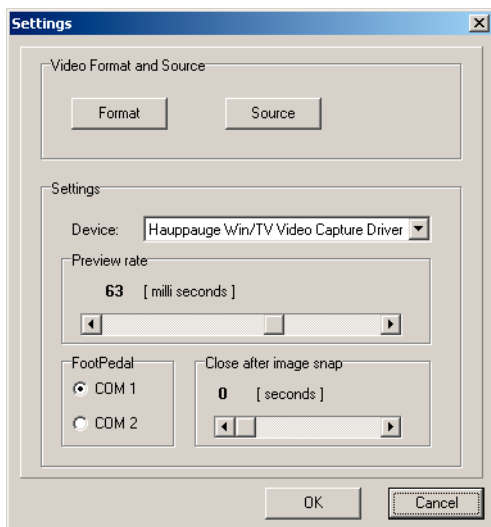 Settings
Video Format and Source
Format Source
Settings
Device: Hauppauge Win/TV Video Capture Driver
Preview rate
63 [ milli seconds ]
FootPedal Close after image snap
COM 1 0 [ seconds ]
COM 2
OK Cancel